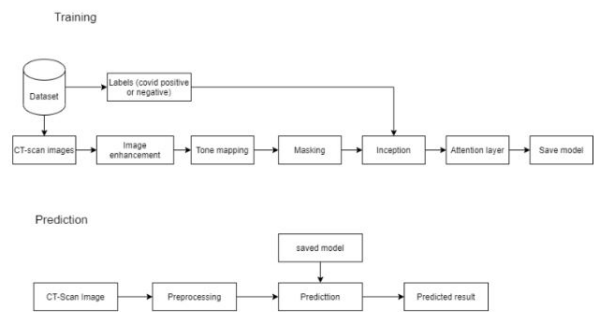 Training
Dataset
Labels (covid positive
or negative)
CT-scan images
Image
enhancement
Tone mapping
Masking
Inception
Attention layer
Save model
Prediction
saved model
CT-Scan Image
Preprocessing
Predicttion
Predicted result